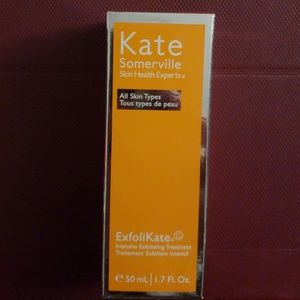 Kate
Somerville
Skin Health Experts®
All Skin Types
Tous types de peau
ExfoliKate®
Intensive Exfoliating Treatment
Traitement Exfoliant Intensif
℮ 50 mL | 1.7 Fl. Oz.